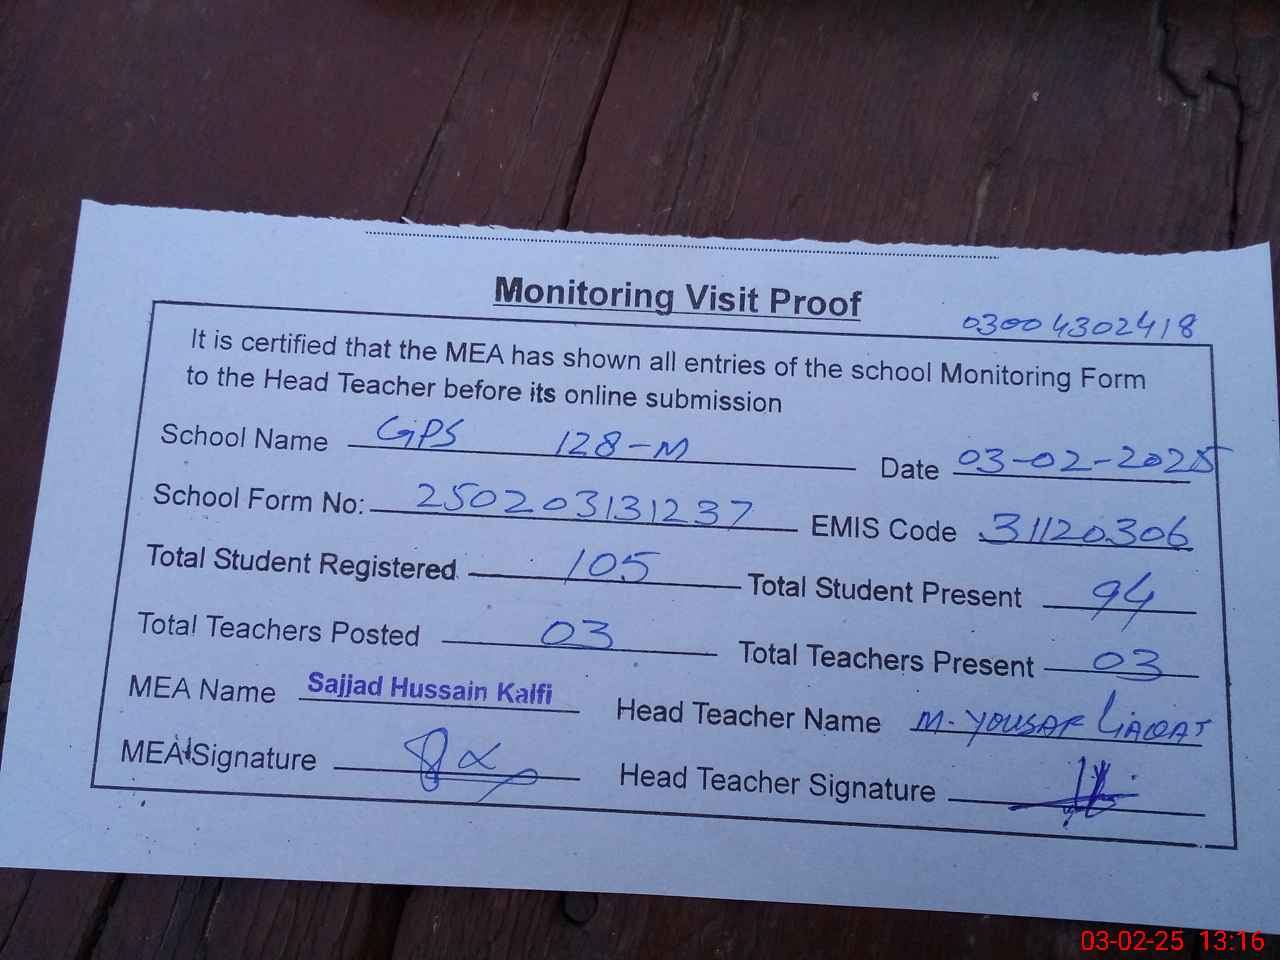 Monitoring Visit Proof
03004302418
It is certified that the MEA has shown all entries of the school Monitoring Form
to the Head Teacher before its online submission
School Name GPS 128-M Date 03-02-2025
School Form No: 250203131237 EMIS Code 31120306
Total Student Registered 105 Total Student Present 94
Total Teachers Posted 03 Total Teachers Present 03
MEA Name Sajjad Hussain Kalfi Head Teacher Name M. YOUSAF LIAQAT
MEA Signature Head Teacher Signature
03-02-25 13:16